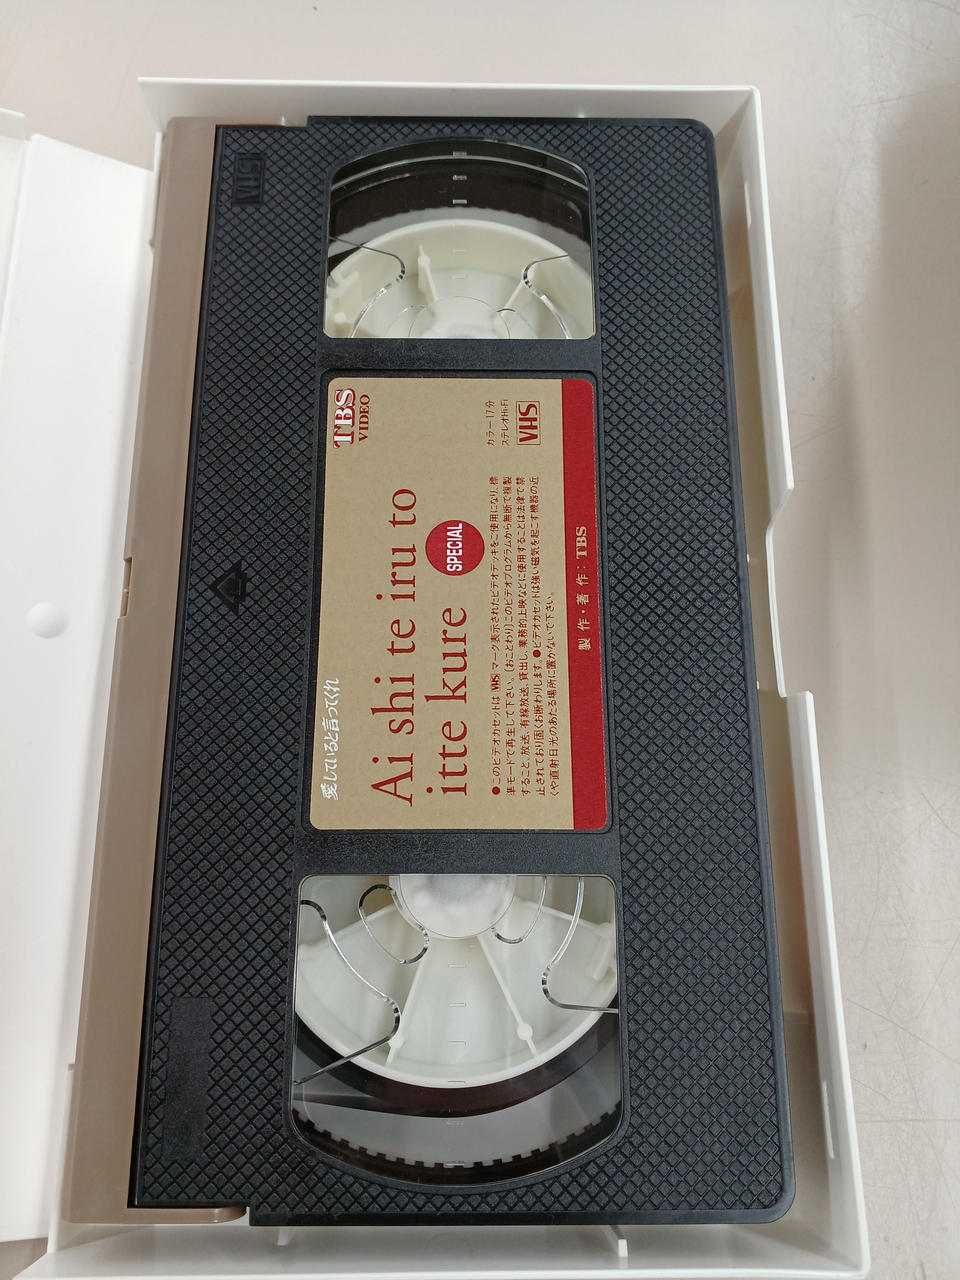 愛していると言ってくれ
Ai shi te iru to
itte kure
SPECIAL
TBS
VIDEO
カラー17分
ステレオHi-Fi
VHS
●このビデオカセットは VHS マーク表示されたビデオデッキをご使用になり、標
準モードで再生して下さい。〔おことわり〕このビデオプログラムから無断で複製
すること、放送、有線放送、貸出し、業務的上映などに使用することは法律で禁
止されており固くお断わりします。●ビデオカセットは強い磁気を起こす機器の近
くや直射日光のあたる場所に置かないで下さい。
製作・著作：TBS
VHS